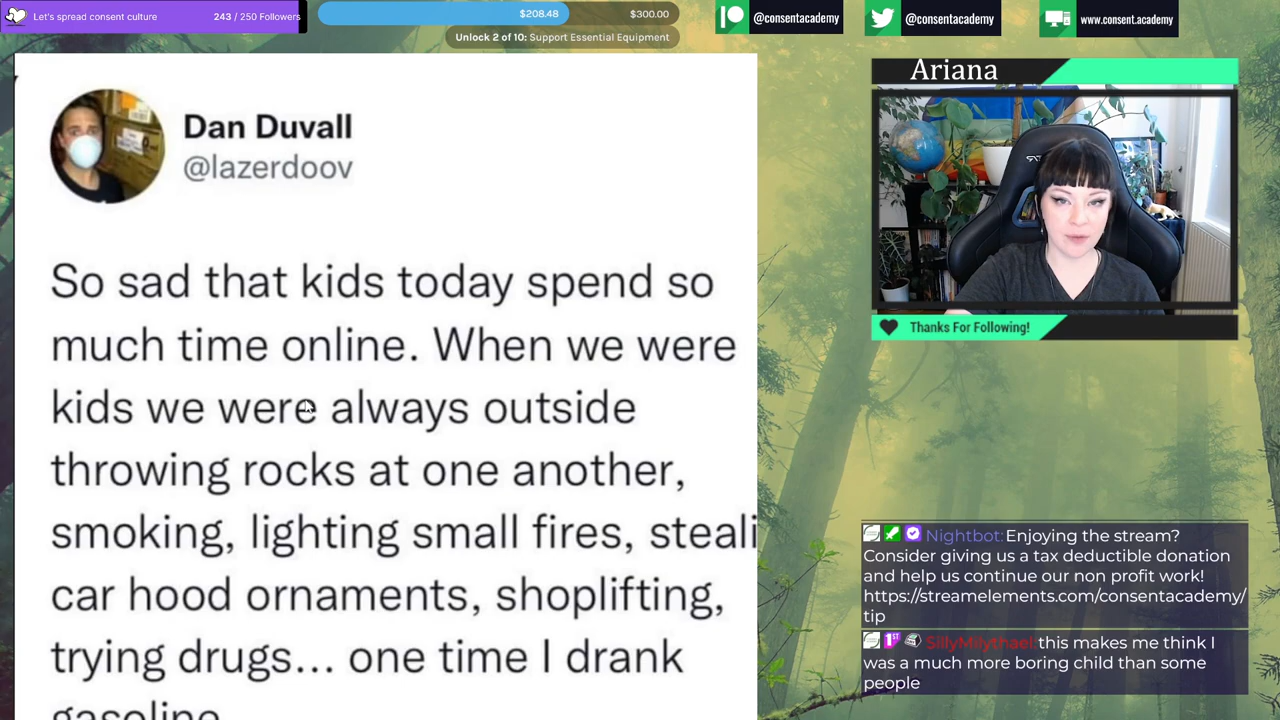 Let's spread consent culture
243 / 250 Followers
$208.48
$300.00
Unlock 2 of 10: Support Essential Equipment
@consentacademy
@consentacademy
www.consent.academy
Dan Duvall
@lazerdoov
So sad that kids today spend so
much time online. When we were
kids we were always outside
throwing rocks at one another,
smoking, lighting small fires, steali
car hood ornaments, shoplifting,
trying drugs... one time I drank
gasoline
Ariana
Thanks For Following!
Nightbot: Enjoying the stream?
Consider giving us a tax deductible donation
and help us continue our non profit work!
https://streamelements.com/consentacademy/
tip
SillyMilythael: this makes me think I
was a much more boring child than some
people